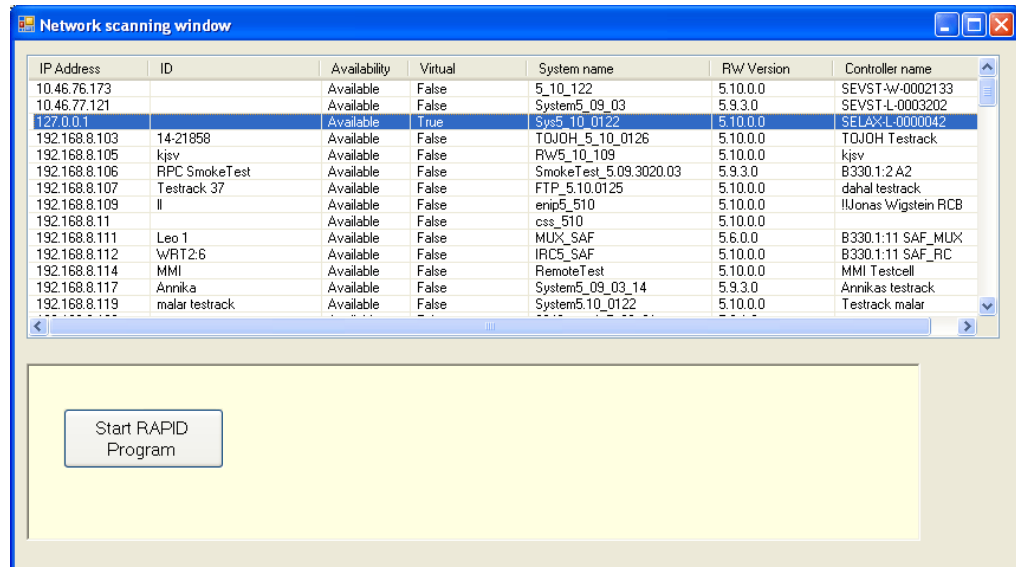 Network scanning window
IP Address ID Availability Virtual System name RW Version Controller name
10.46.76.173 Available False 5_10_122 5.10.0.0 SEVST-W-0002133
10.46.77.121 Available False System5_09_03 5.9.3.0 SEVST-L-0003202
127.0.0.1 Available True Sys5_10_0122 5.10.0.0 SELAX-L-0000042
192.168.8.103 14-21858 Available False TOJOH_5_10_0126 5.10.0.0 TOJOH Testrack
192.168.8.105 kjsv Available False RW5_10_109 5.10.0.0 kjsv
192.168.8.106 RPC SmokeTest Available False SmokeTest_5.09.3020.03 5.9.3.0 B330.1:2 A2
192.168.8.107 Testrack 37 Available False FTP_5.10.0125 5.10.0.0 dahal testrack
192.168.8.109 II Available False enip5_510 5.10.0.0 !!Jonas Wigstein RCB
192.168.8.11 Available False css_510 5.10.0.0
192.168.8.111 Leo 1 Available False MUX_SAF 5.6.0.0 B330.1:11 SAF_MUX
192.168.8.112 WRT2:6 Available False IRC5_SAF 5.10.0.0 B330.1:11 SAF_RC
192.168.8.114 MMI Available False RemoteTest 5.10.0.0 MMI Testcell
192.168.8.117 Annika Available False System5_09_03_14 5.9.3.0 Annikas testrack
192.168.8.119 malar testrack Available False System5.10_0122 5.10.0.0 Testrack malar
Start RAPID
Program